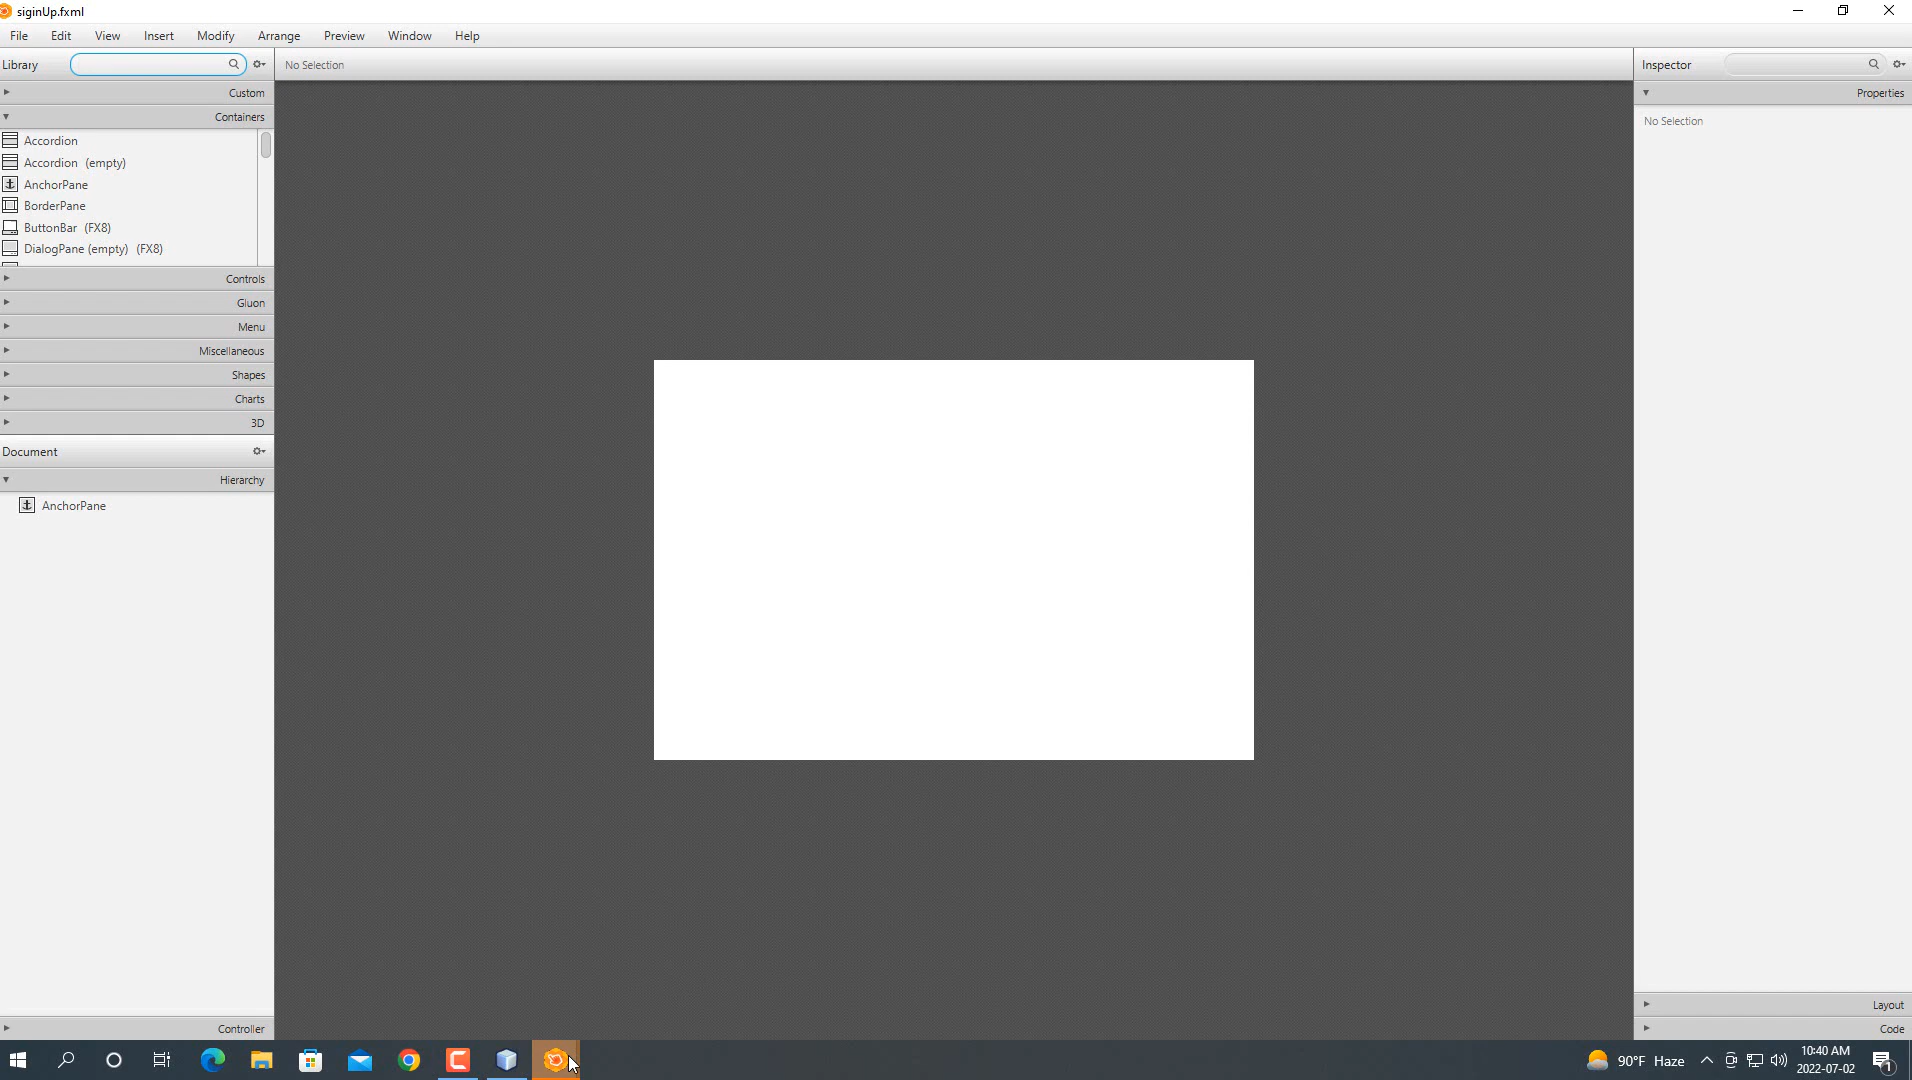 siginUp.fxml
File Edit View Insert Modify Arrange Preview Window Help
Library
No Selection
Inspector
Custom
Containers
Accordion
Accordion (empty)
AnchorPane
BorderPane
ButtonBar (FX8)
DialogPane (empty) (FX8)
Controls
Gluon
Menu
Miscellaneous
Shapes
Charts
3D
Document
Hierarchy
AnchorPane
Controller
Properties
No Selection
Layout
Code
90°F Haze
10:40 AM
2022-07-02
1